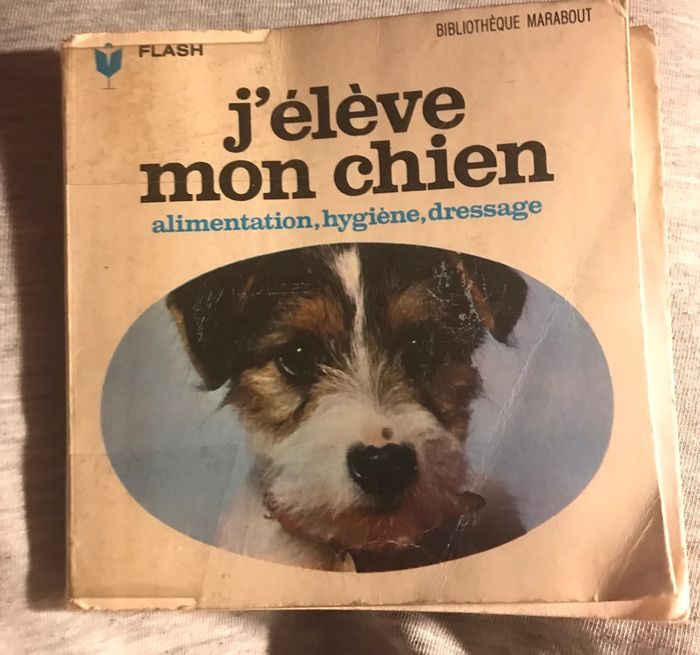 FLASH
BIBLIOTHÈQUE MARABOUT
j'élève
mon chien
alimentation, hygiène, dressage